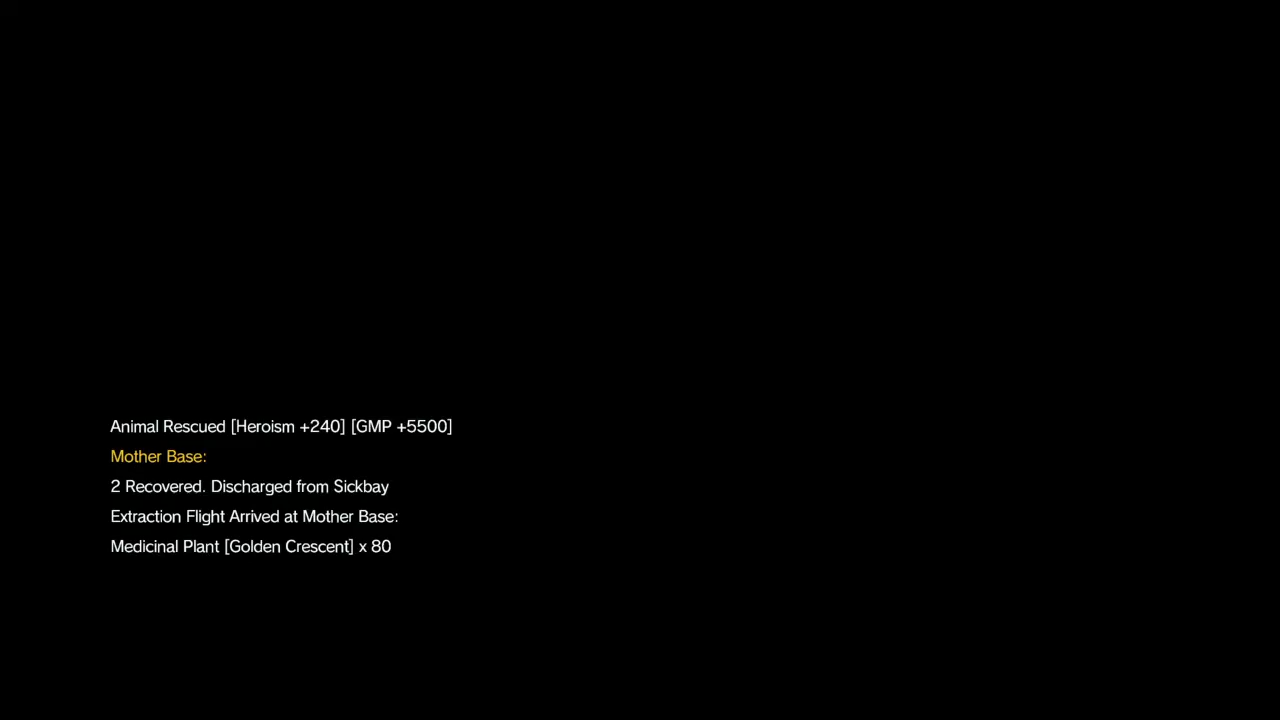 Animal Rescued [Heroism +240] [GMP +5500]
Mother Base:
2 Recovered. Discharged from Sickbay
Extraction Flight Arrived at Mother Base:
Medicinal Plant [Golden Crescent] x 80